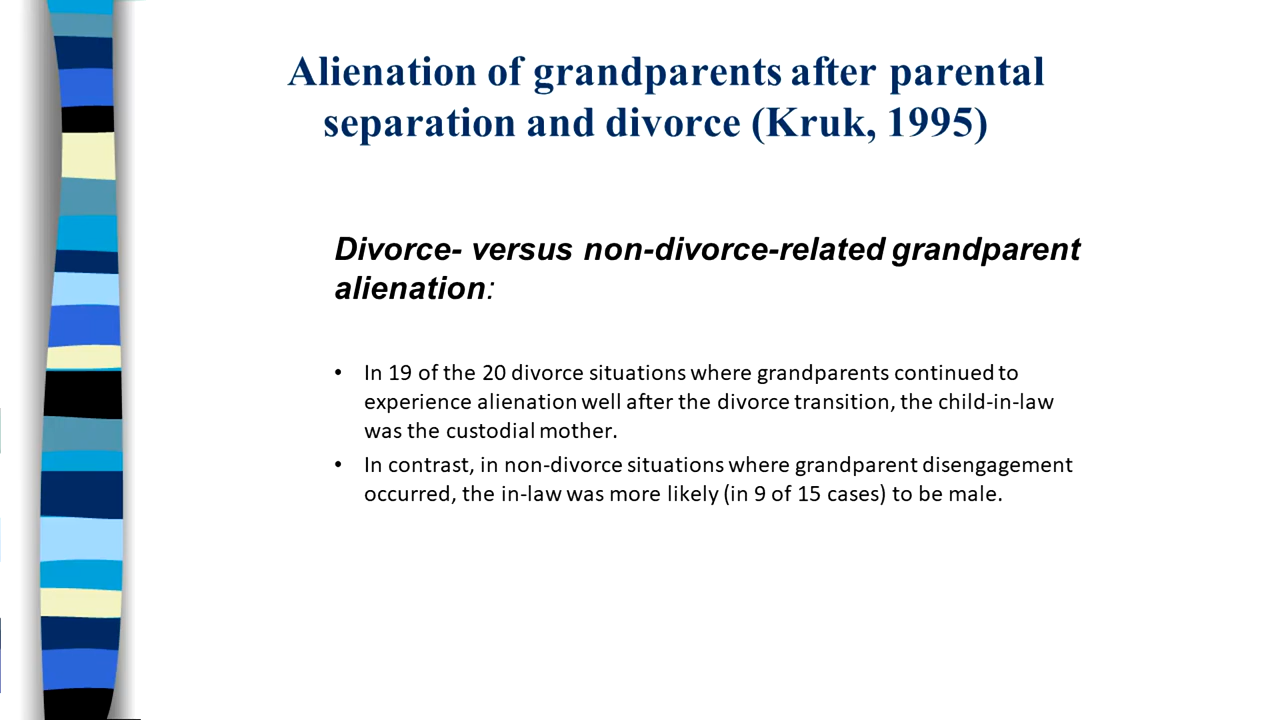 Alienation of grandparents after parental
separation and divorce (Kruk, 1995)
Divorce- versus non-divorce-related grandparent
alienation:
• In 19 of the 20 divorce situations where grandparents continued to
experience alienation well after the divorce transition, the child-in-law
was the custodial mother.
• In contrast, in non-divorce situations where grandparent disengagement
occurred, the in-law was more likely (in 9 of 15 cases) to be male.